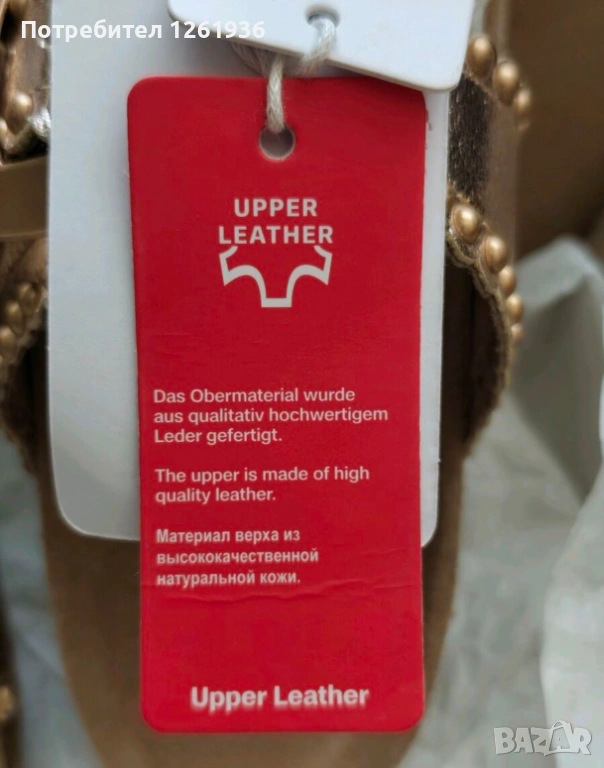 Потребител 1261936
UPPER
LEATHER
Das Obermaterial wurde
aus qualitativ hochwertigem
Leder gefertigt.
The upper is made of high
quality leather.
Материал верха из
высококачественной
натуральной кожи.
Upper Leather
BAZAR